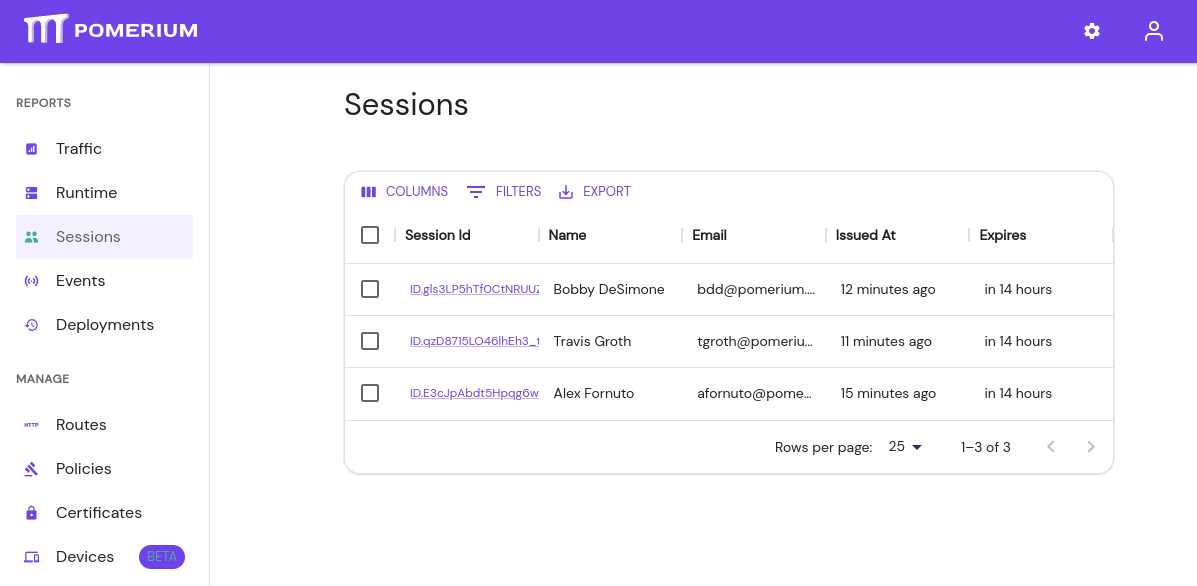 POMERIUM
REPORTS
Traffic
Runtime
Sessions
Events
Deployments
MANAGE
HTTP Routes
Policies
Certificates
Devices BETA
Sessions
COLUMNS FILTERS EXPORT
Session Id Name Email Issued At Expires
Bobby DeSimone bdd@pomerium.... 12 minutes ago in 14 hours
ID.qzD8715LO46lhEh3_t Travis Groth tgroth@pomeriu... 11 minutes ago in 14 hours
ID.E3cJpAbdt5Hpqg6w Alex Fornuto afornuto@pome... 15 minutes ago in 14 hours
Rows per page: 25 1–3 of 3